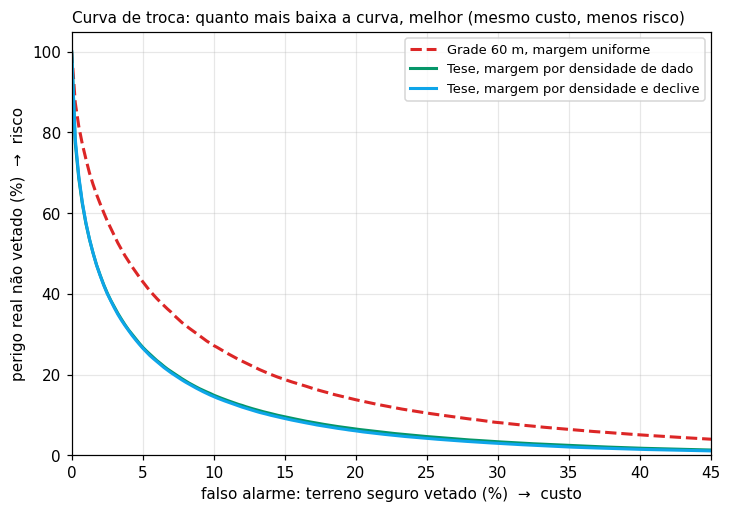 Curva de troca: quanto mais baixa a curva, melhor (mesmo custo, menos risco)
Grade 60 m, margem uniforme
Tese, margem por densidade de dado
Tese, margem por densidade e declive
perigo real não vetado (%) → risco
100
80
60
40
20
0
0 5 10 15 20 25 30 35 40 45
falso alarme: terreno seguro vetado (%) → custo